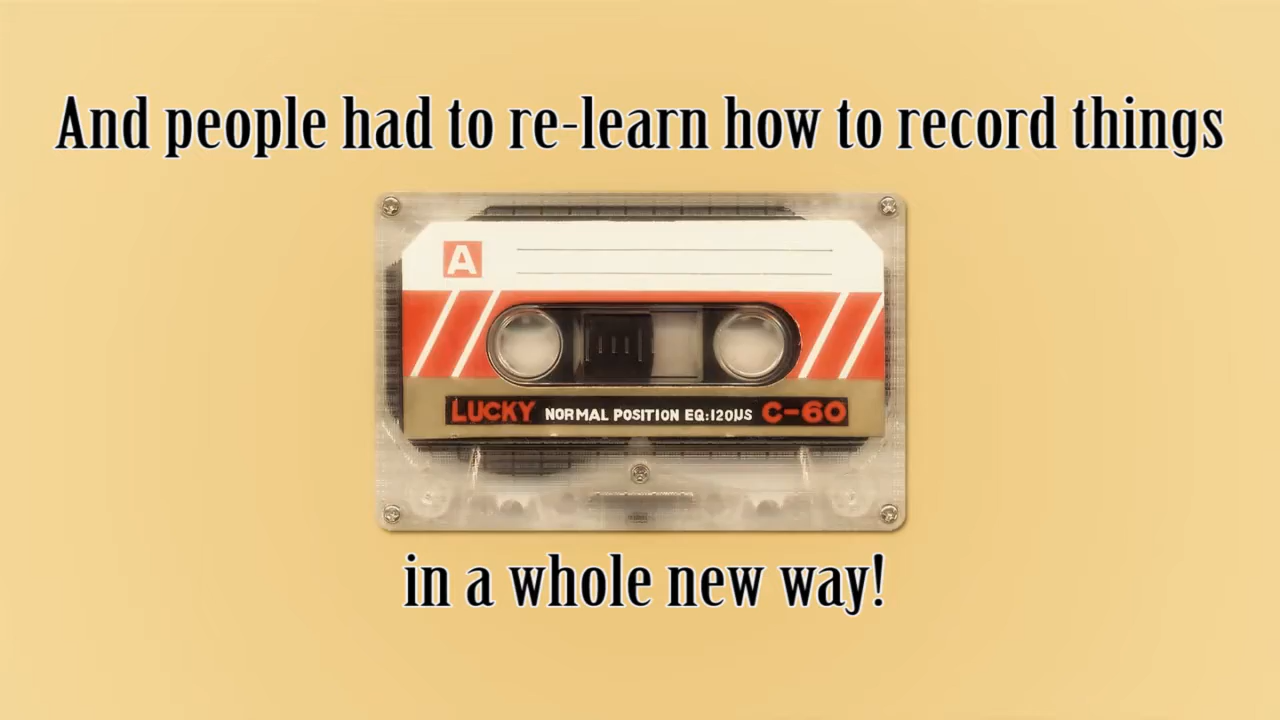 And people had to re-learn how to record things
A
LUCKY NORMAL POSITION EQ:120µs C-60
in a whole new way!